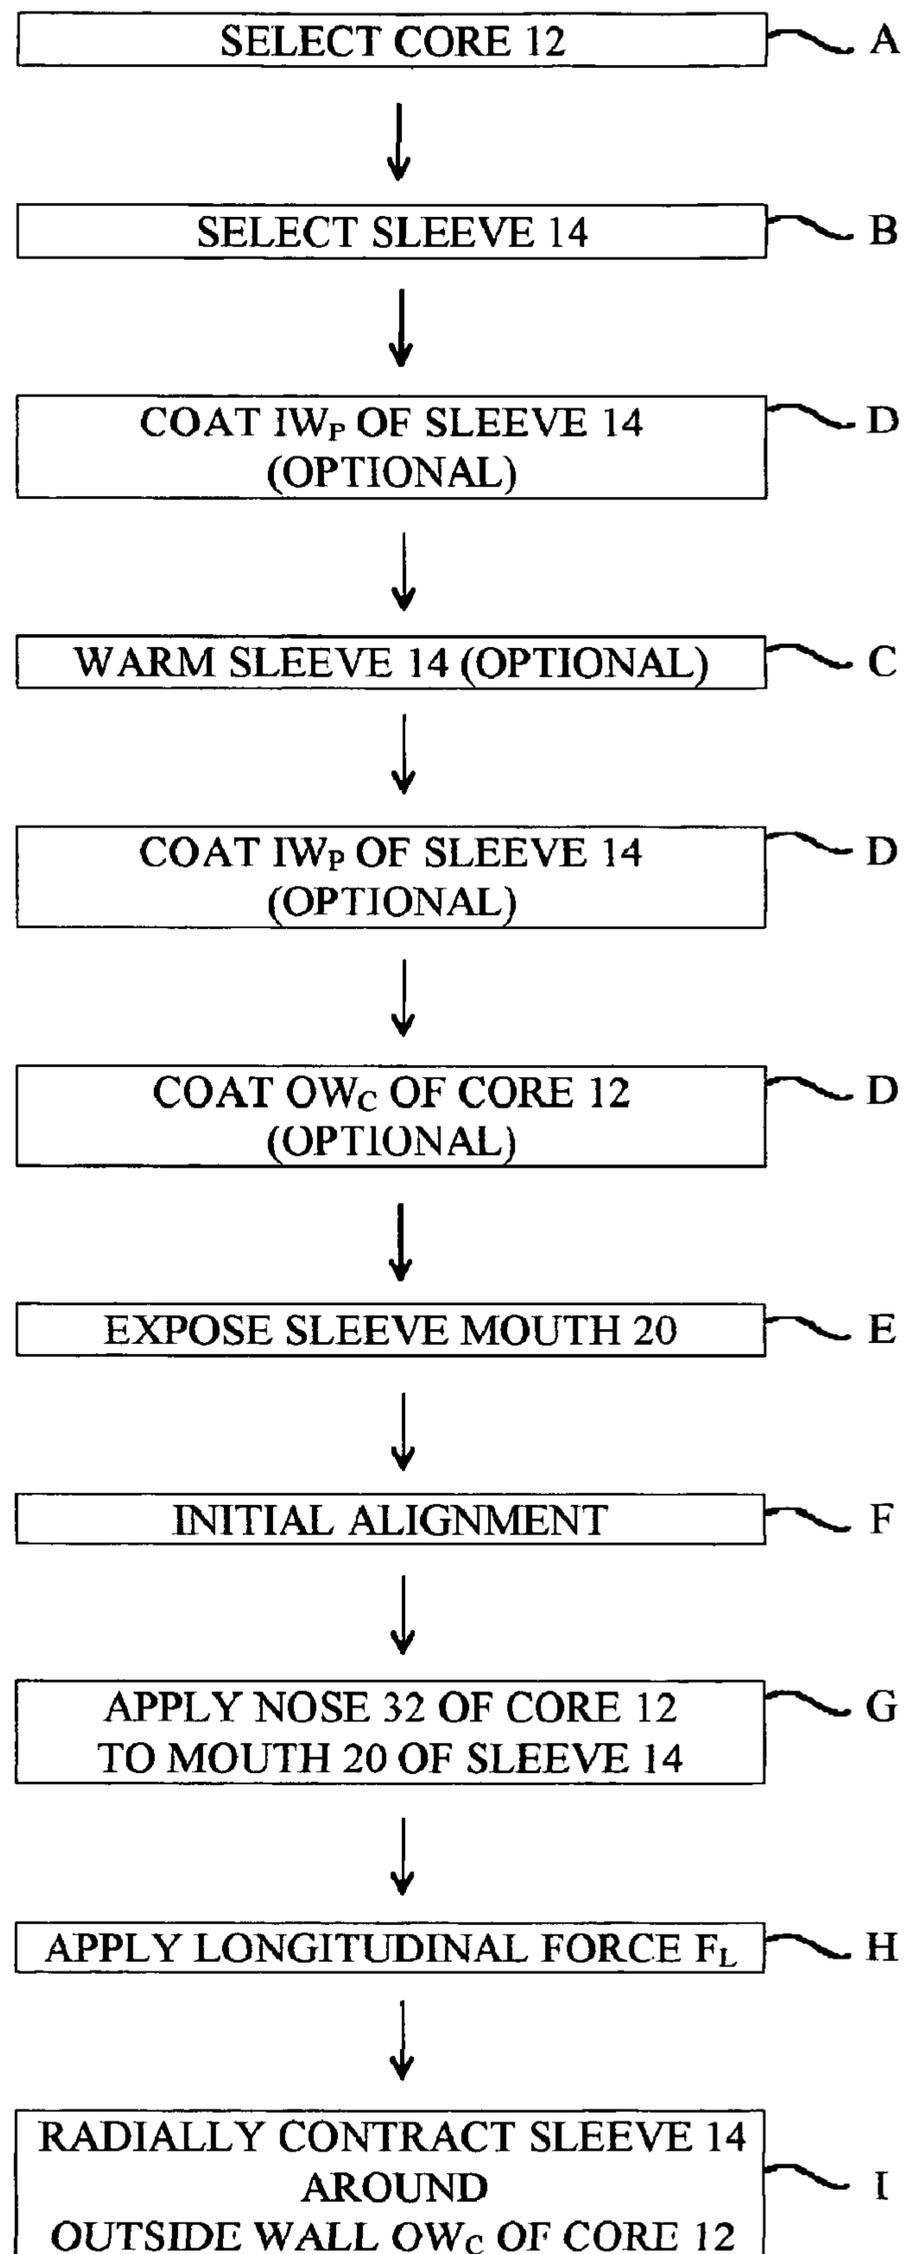 SELECT CORE 12 A
SELECT SLEEVE 14 B
COAT IWP OF SLEEVE 14 D
(OPTIONAL)
WARM SLEEVE 14 (OPTIONAL) C
COAT IWP OF SLEEVE 14 D
(OPTIONAL)
COAT OWC OF CORE 12 D
(OPTIONAL)
EXPOSE SLEEVE MOUTH 20 E
INITIAL ALIGNMENT F
APPLY NOSE 32 OF CORE 12 G
TO MOUTH 20 OF SLEEVE 14
APPLY LONGITUDINAL FORCE FL H
RADIALLY CONTRACT SLEEVE 14
AROUND I
OUTSIDE WALL OWC OF CORE 12